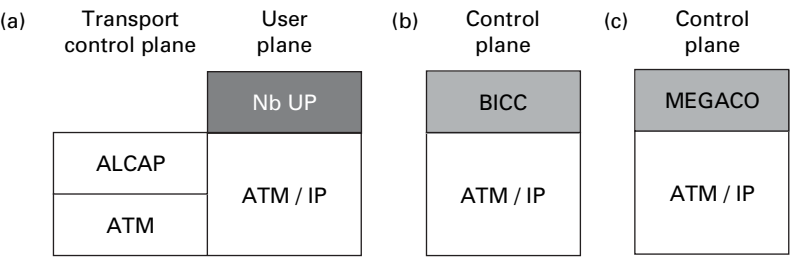 (a)
Transport
control plane
User
plane
Nb UP
ALCAP
ATM
ATM / IP
(b)
Control
plane
BICC
ATM / IP
(c)
Control
plane
MEGACO
ATM / IP